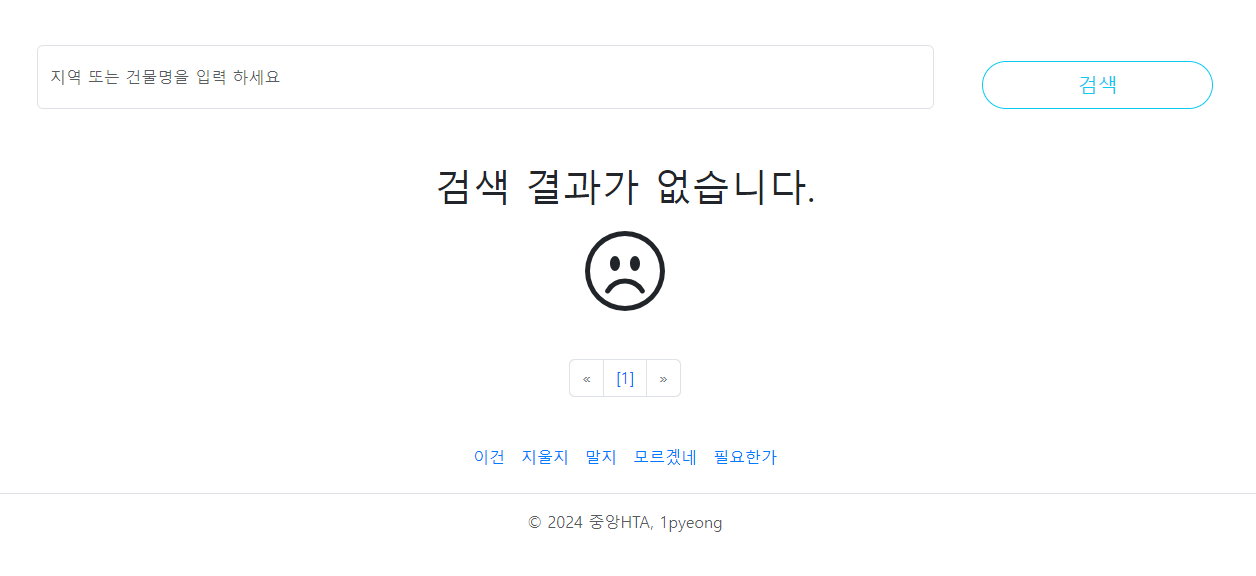 지역 또는 건물명을 입력 하세요
검색
검색 결과가 없습니다.
« [1] »
이건 지울지 말지 모르곘네 필요한가
© 2024 중앙HTA, 1pyeong